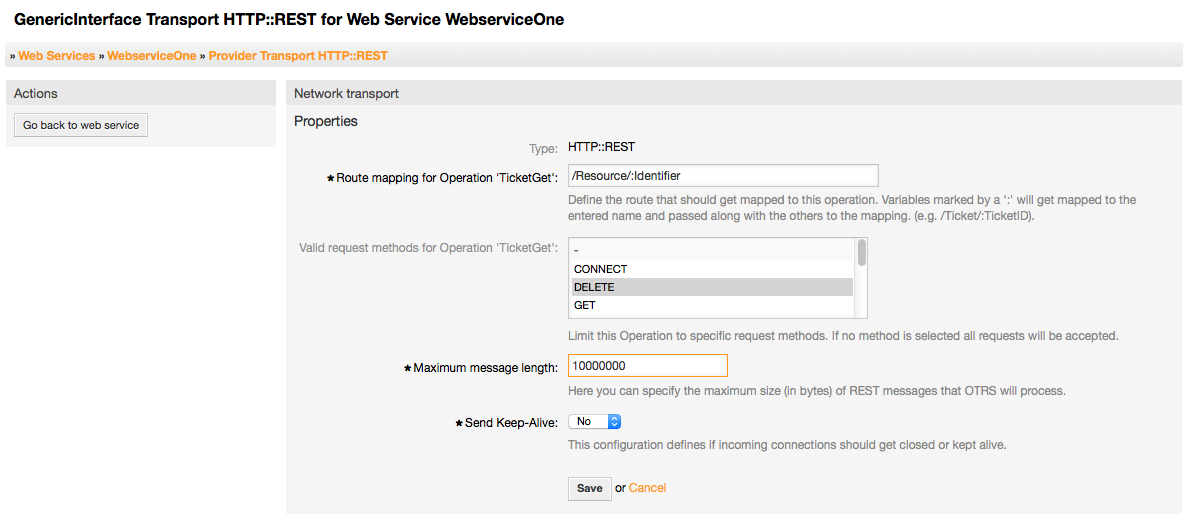 GenericInterface Transport HTTP::REST for Web Service WebserviceOne
» Web Services » WebserviceOne » Provider Transport HTTP::REST
Actions
Go back to web service
Network transport
Properties
Type: HTTP::REST
* Route mapping for Operation 'TicketGet': /Resource/:Identifier
Define the route that should get mapped to this operation. Variables marked by a ':' will get mapped to the
entered name and passed along with the others to the mapping. (e.g. /Ticket/:TicketID).
Valid request methods for Operation 'TicketGet': -
CONNECT
DELETE
GET
Limit this Operation to specific request methods. If no method is selected all requests will be accepted.
* Maximum message length: 10000000
Here you can specify the maximum size (in bytes) of REST messages that OTRS will process.
* Send Keep-Alive: No
This configuration defines if incoming connections should get closed or kept alive.
Save or Cancel